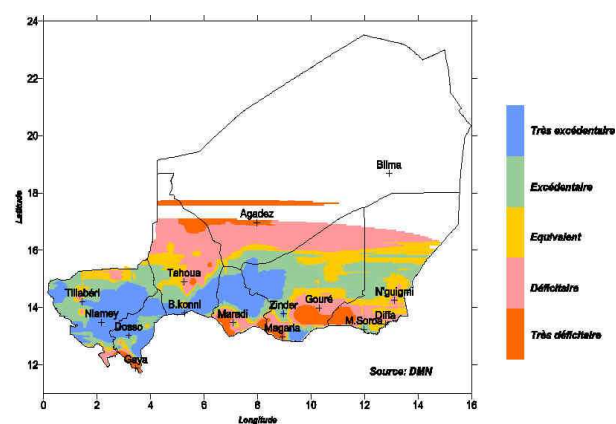 24
22
20
18
16
14
12
Latitude
0 2 4 6 8 10 12 14 16
Longitude
Bilma
Agadez
Tahoua
Tillabéri
B.konni
Niamey
Dosso
Gaya
Maradi
Zinder
Magaria
Gouré
N'guigmi
Diffa
M.Soroa
Source: DMN
Très excédentaire
Excédentaire
Equivalent
Déficitaire
Très déficitaire